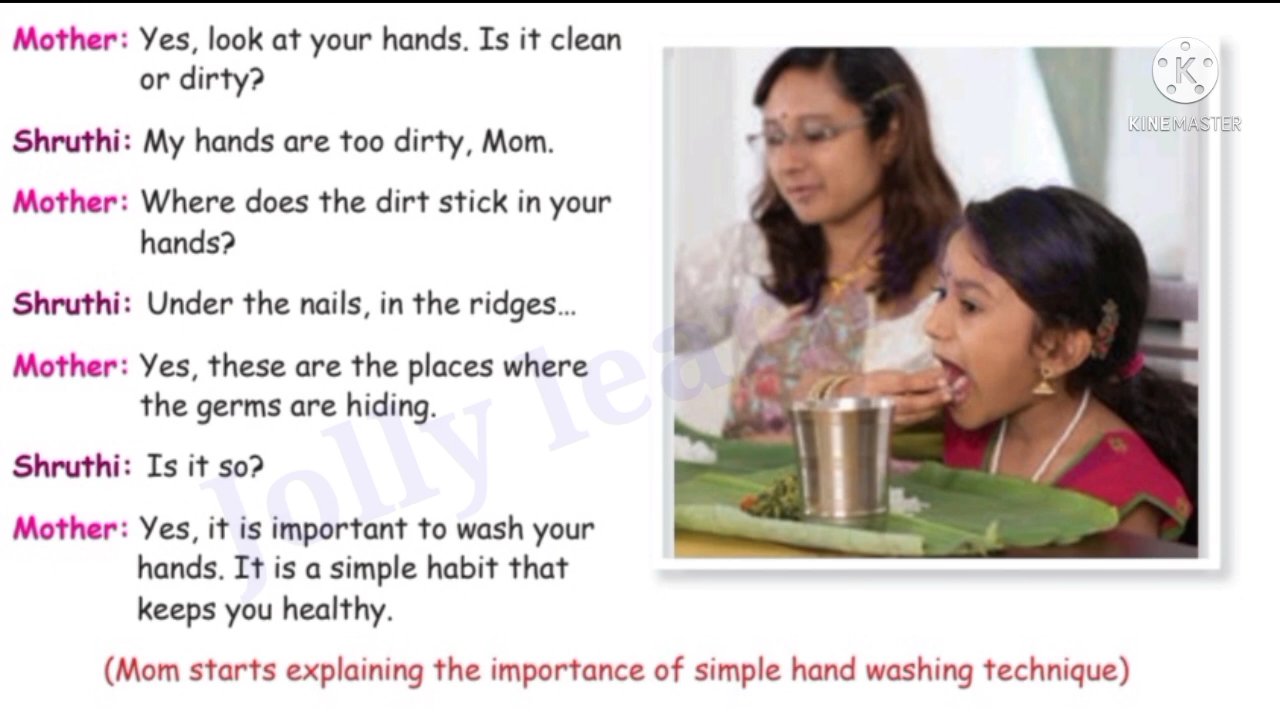 Mother: Yes, look at your hands. Is it clean
or dirty?
Shruthi: My hands are too dirty, Mom.
Mother: Where does the dirt stick in your
hands?
Shruthi: Under the nails, in the ridges...
Mother: Yes, these are the places where
the germs are hiding.
Shruthi: Is it so?
Mother: Yes, it is important to wash your
hands. It is a simple habit that
keeps you healthy.
(Mom starts explaining the importance of simple hand washing technique)
K
KINEMASTER
Jolly